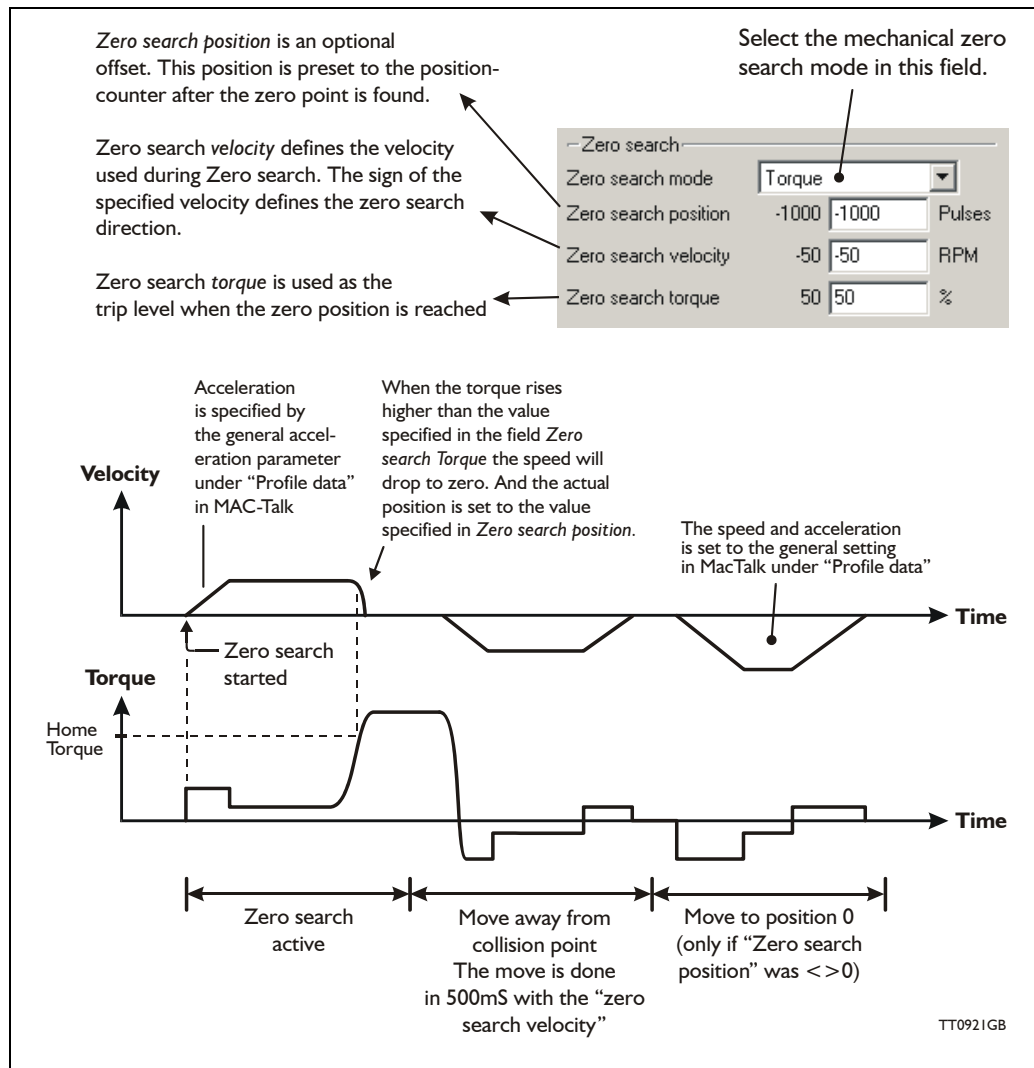 Zero search position is an optional
offset. This position is preset to the position-
counter after the zero point is found.
Select the mechanical zero
search mode in this field.
Zero search velocity defines the velocity
used during Zero search. The sign of the
specified velocity defines the zero search
direction.
Zero search torque is used as the
trip level when the zero position is reached
Zero search
Zero search mode Torque
Zero search position -1000 -1000 Pulses
Zero search velocity -50 -50 RPM
Zero search torque 50 50 %
Acceleration
is specified by
the general accel-
eration parameter
under “Profile data”
in MAC-Talk
When the torque rises
higher than the value
specified in the field Zero
search Torque the speed will
drop to zero. And the actual
position is set to the value
specified in Zero search position.
The speed and acceleration
is set to the general setting
in MacTalk under “Profile data”
Velocity
Time
Zero search
started
Torque
Home
Torque
Time
Zero search
active
Move away from
collision point
The move is done
in 500mS with the “zero
search velocity”
Move to position 0
(only if “Zero search
position” was <>0)
TT0921GB